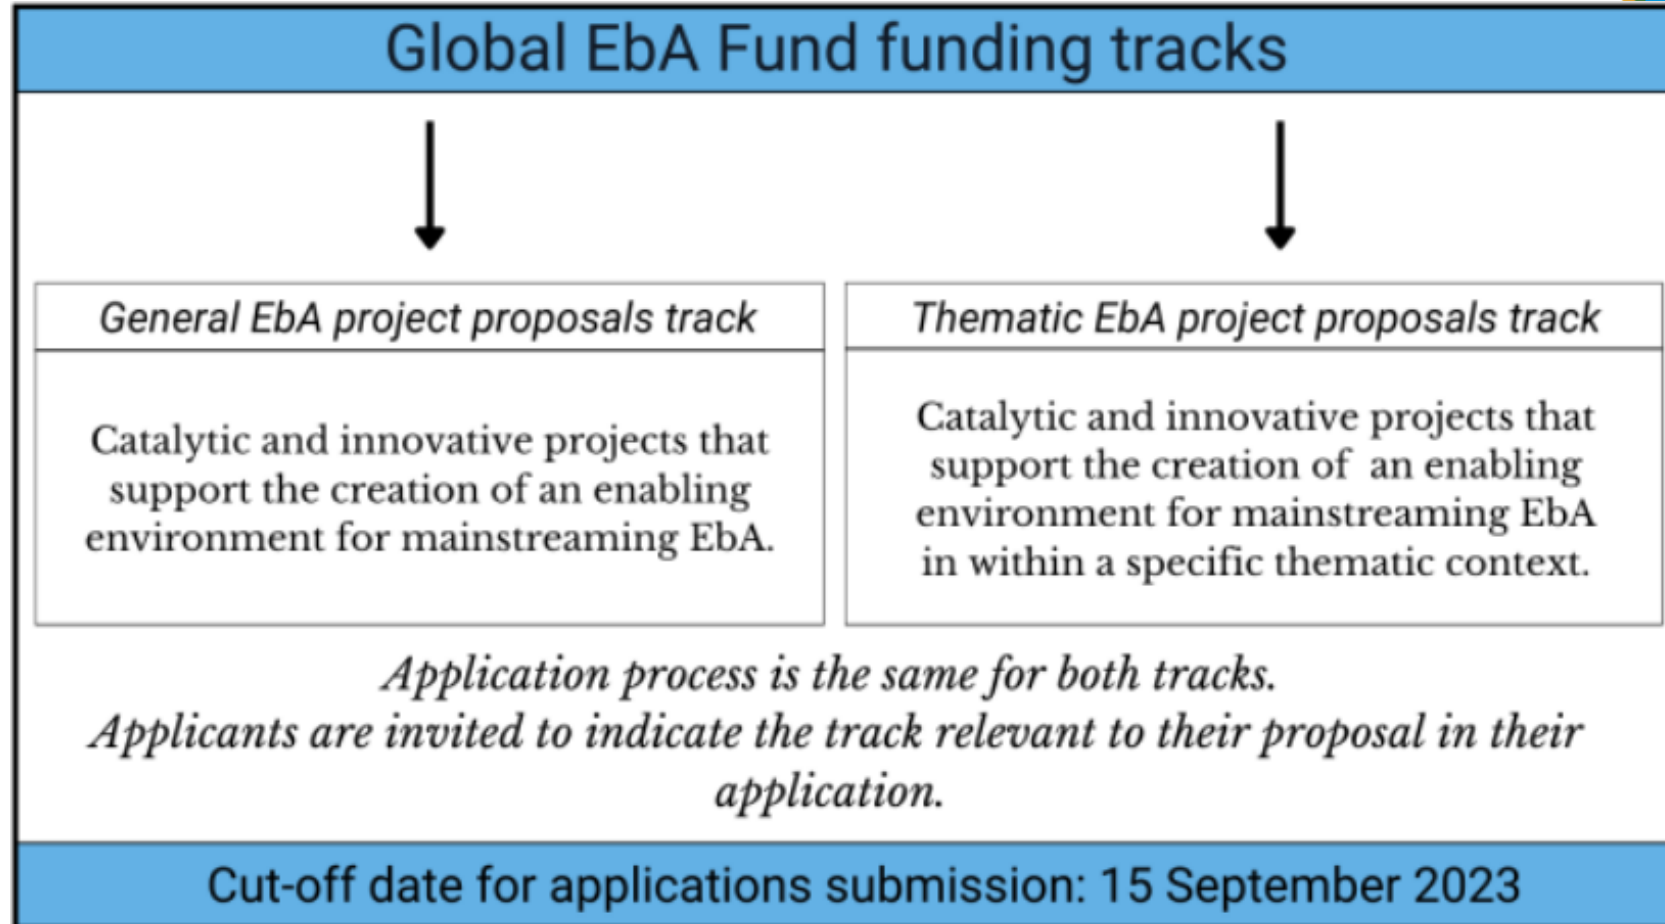 Global EbA Fund funding tracks
General EbA project proposals track
Catalytic and innovative projects that
support the creation of an enabling
environment for mainstreaming EbA.
Thematic EbA project proposals track
Catalytic and innovative projects that
support the creation of an enabling
environment for mainstreaming EbA
in within a specific thematic context.
Application process is the same for both tracks.
Applicants are invited to indicate the track relevant to their proposal in their
application.
Cut-off date for applications submission: 15 September 2023